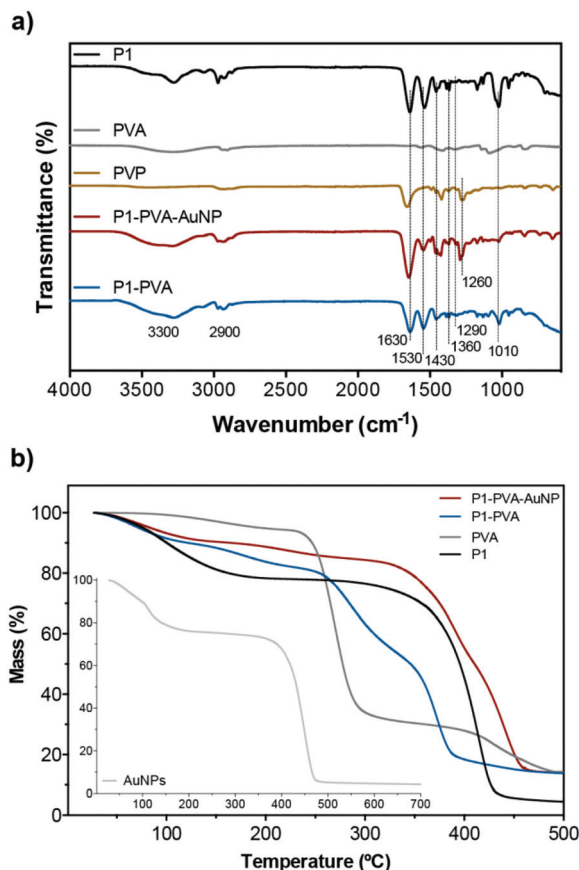 a)
P1
PVA
PVP
P1-PVA-AuNP
P1-PVA
Transmittance (%)
3300
2900
1630
1530
1430
1360
1290
1260
1010
4000 3500 3000 2500 2000 1500 1000
Wavenumber (cm⁻¹)
b)
P1-PVA-AuNP
P1-PVA
PVA
P1
Mass (%)
100
80
60
40
20
0
100
80
60
40
20
0
AuNPs
0 100 200 300 400 500 600 700
100 200 300 400 500
Temperature (ºC)